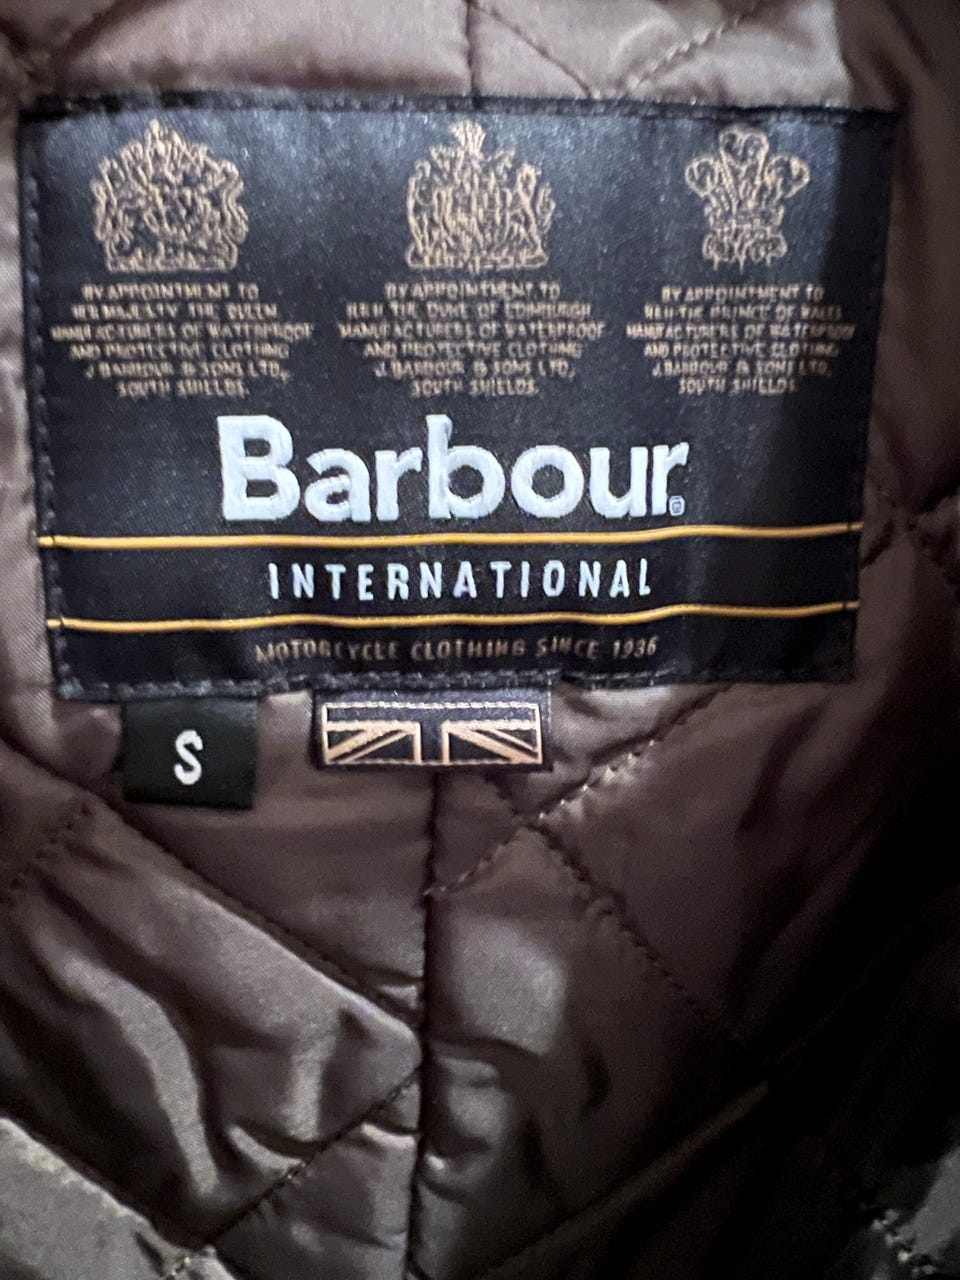 BY APPOINTMENT TO
HER MAJESTY THE QUEEN
MANUFACTURERS OF WATERPROOF
AND PROTECTIVE CLOTHING
J. BARBOUR & SONS LTD,
SOUTH SHIELDS.
BY APPOINTMENT TO
H.R.H. THE DUKE OF EDINBURGH
MANUFACTURERS OF WATERPROOF
AND PROTECTIVE CLOTHING
J. BARBOUR & SONS LTD,
SOUTH SHIELDS.
BY APPOINTMENT TO
H.R.H. THE PRINCE OF WALES
MANUFACTURERS OF WATERPROOF
AND PROTECTIVE CLOTHING
J. BARBOUR & SONS LTD,
SOUTH SHIELDS.
Barbour®
INTERNATIONAL
MOTORCYCLE CLOTHING SINCE 1936
S